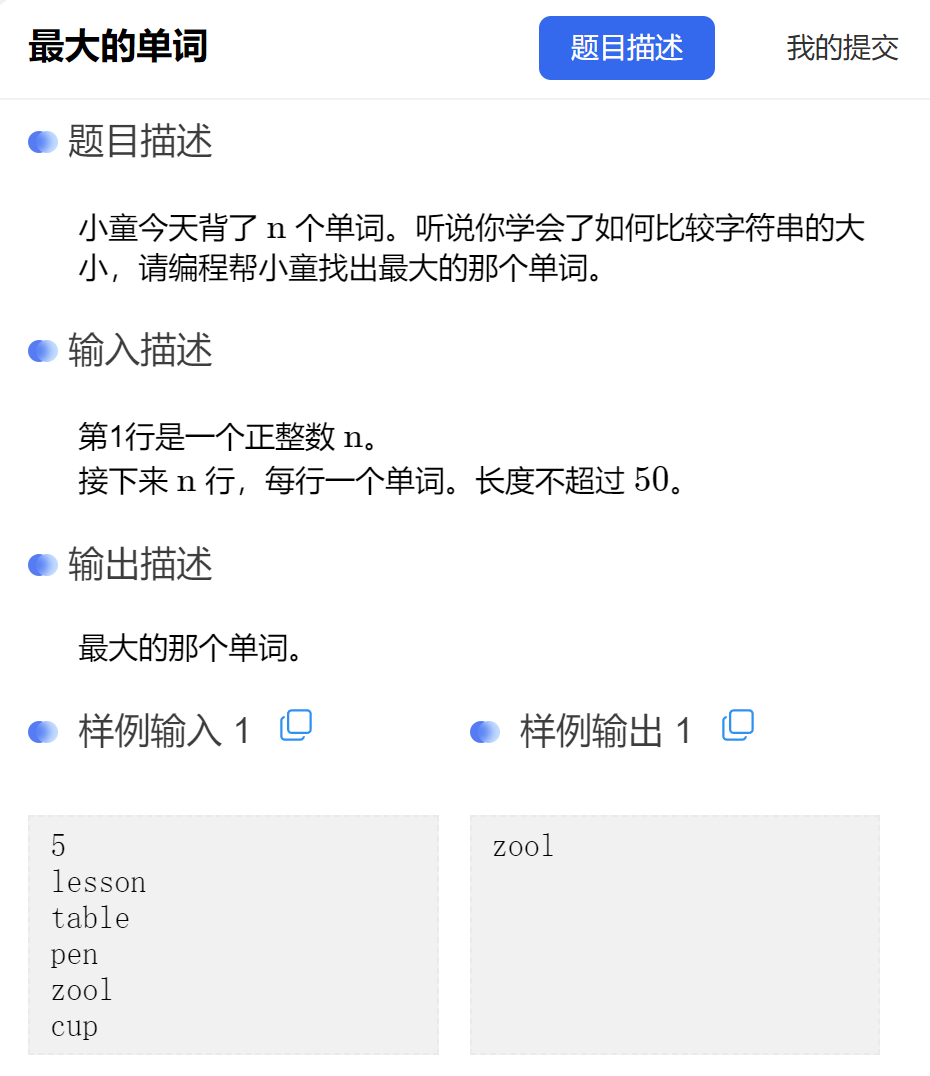 最大的单词
题目描述
我的提交
题目描述
小童今天背了 n 个单词。听说你学会了如何比较字符串的大
小，请编程帮小童找出最大的那个单词。
输入描述
第1行是一个正整数 n。
接下来 n 行，每行一个单词。长度不超过 50。
输出描述
最大的那个单词。
样例输入 1
样例输出 1
5
lesson
table
pen
zool
cup
zool